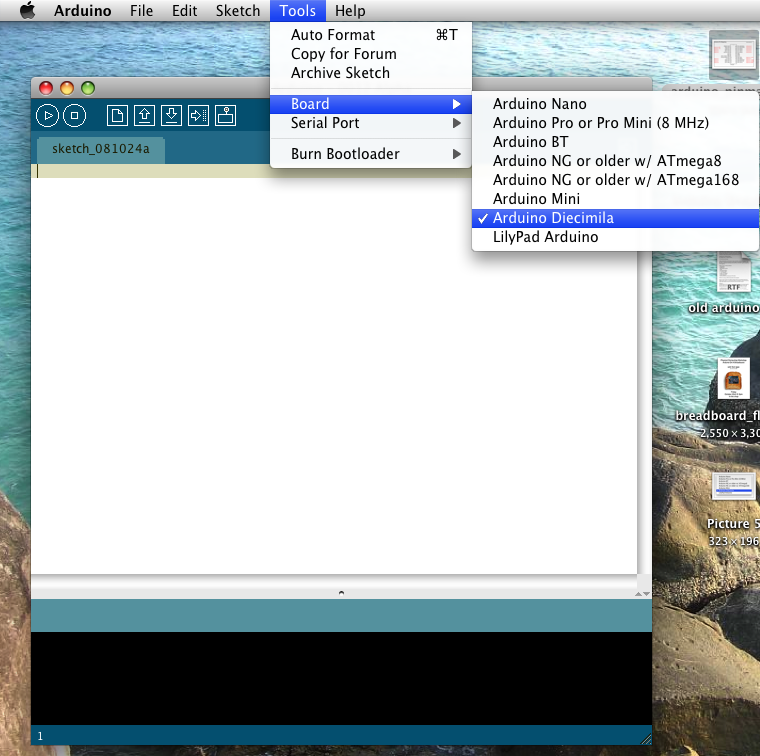 Arduino File Edit Sketch Tools Help
Auto Format ⌘T
Copy for Forum
Archive Sketch
Board
Serial Port
Burn Bootloader
Arduino Nano
Arduino Pro or Pro Mini (8 MHz)
Arduino BT
Arduino NG or older w/ ATmega8
Arduino NG or older w/ ATmega168
Arduino Mini
✓ Arduino Diecimila
LilyPad Arduino
sketch_081024a
RTF
old arduino
breadboard_fl
2,550 × 3,30
Picture 5
323 × 196
1